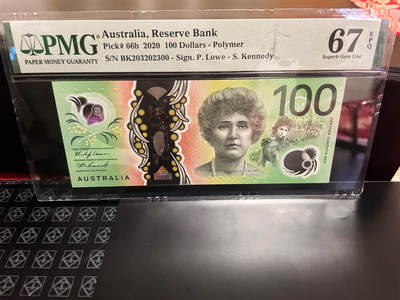 PMG
PAPER MONEY GUARANTY
Australia, Reserve Bank
Pick# 66b 2020 100 Dollars - Polymer
S/N BK203202300 - Sign. P. Lowe - S. Kennedy
67 EPQ
Superb Gem Unc
100
AUSTRALIA